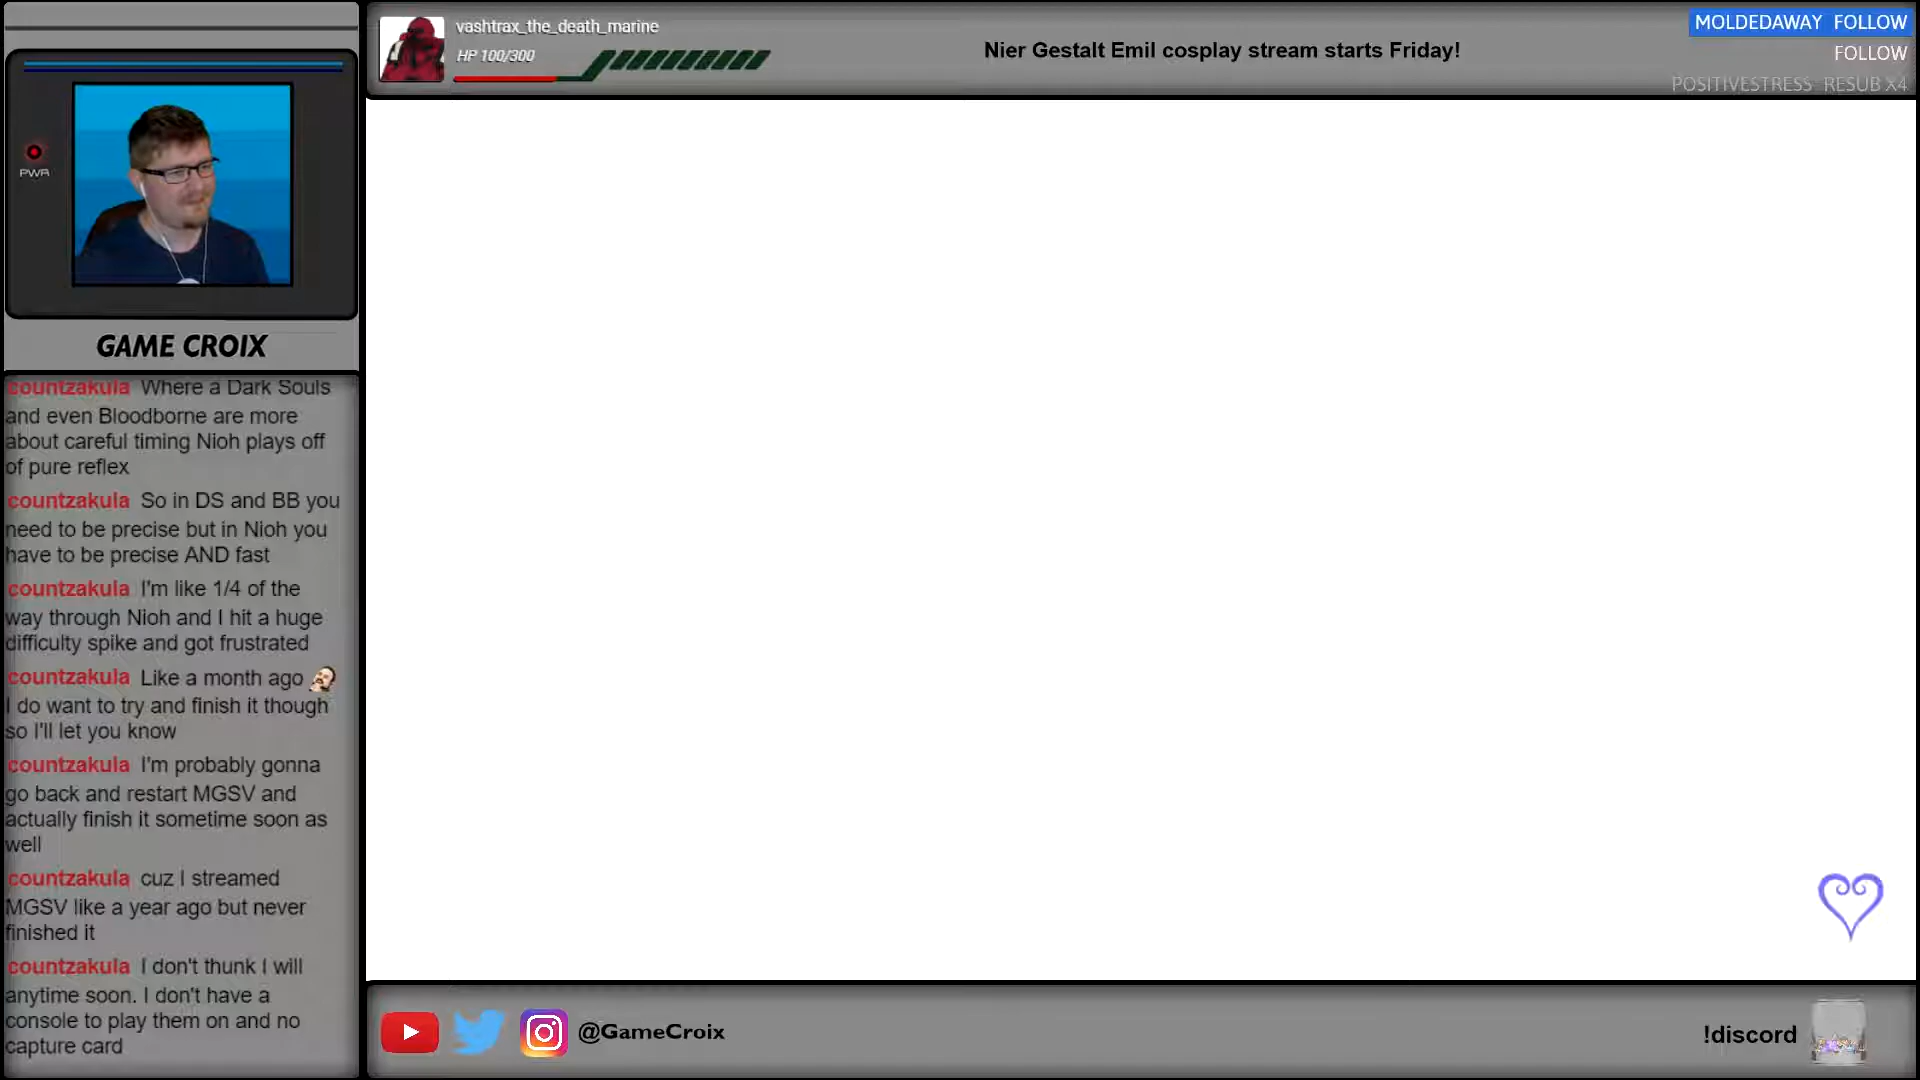 vashtrax_the_death_marine
HP 100/300
Nier Gestalt Emil cosplay stream starts Friday!
MOLDEDAWAY FOLLOW
FOLLOW
POSITIVESTRESS RESUB X4
PWR
GAME CROIX
countzakula Where a Dark Souls
and even Bloodborne are more
about careful timing Nioh plays off
of pure reflex
countzakula So in DS and BB you
need to be precise but in Nioh you
have to be precise AND fast
countzakula I'm like 1/4 of the
way through Nioh and I hit a huge
difficulty spike and got frustrated
countzakula Like a month ago
I do want to try and finish it though
so I'll let you know
countzakula I'm probably gonna
go back and restart MGSV and
actually finish it sometime soon as
well
countzakula cuz I streamed
MGSV like a year ago but never
finished it
countzakula I don't thunk I will
anytime soon. I don't have a
console to play them on and no
capture card
@GameCroix
!discord